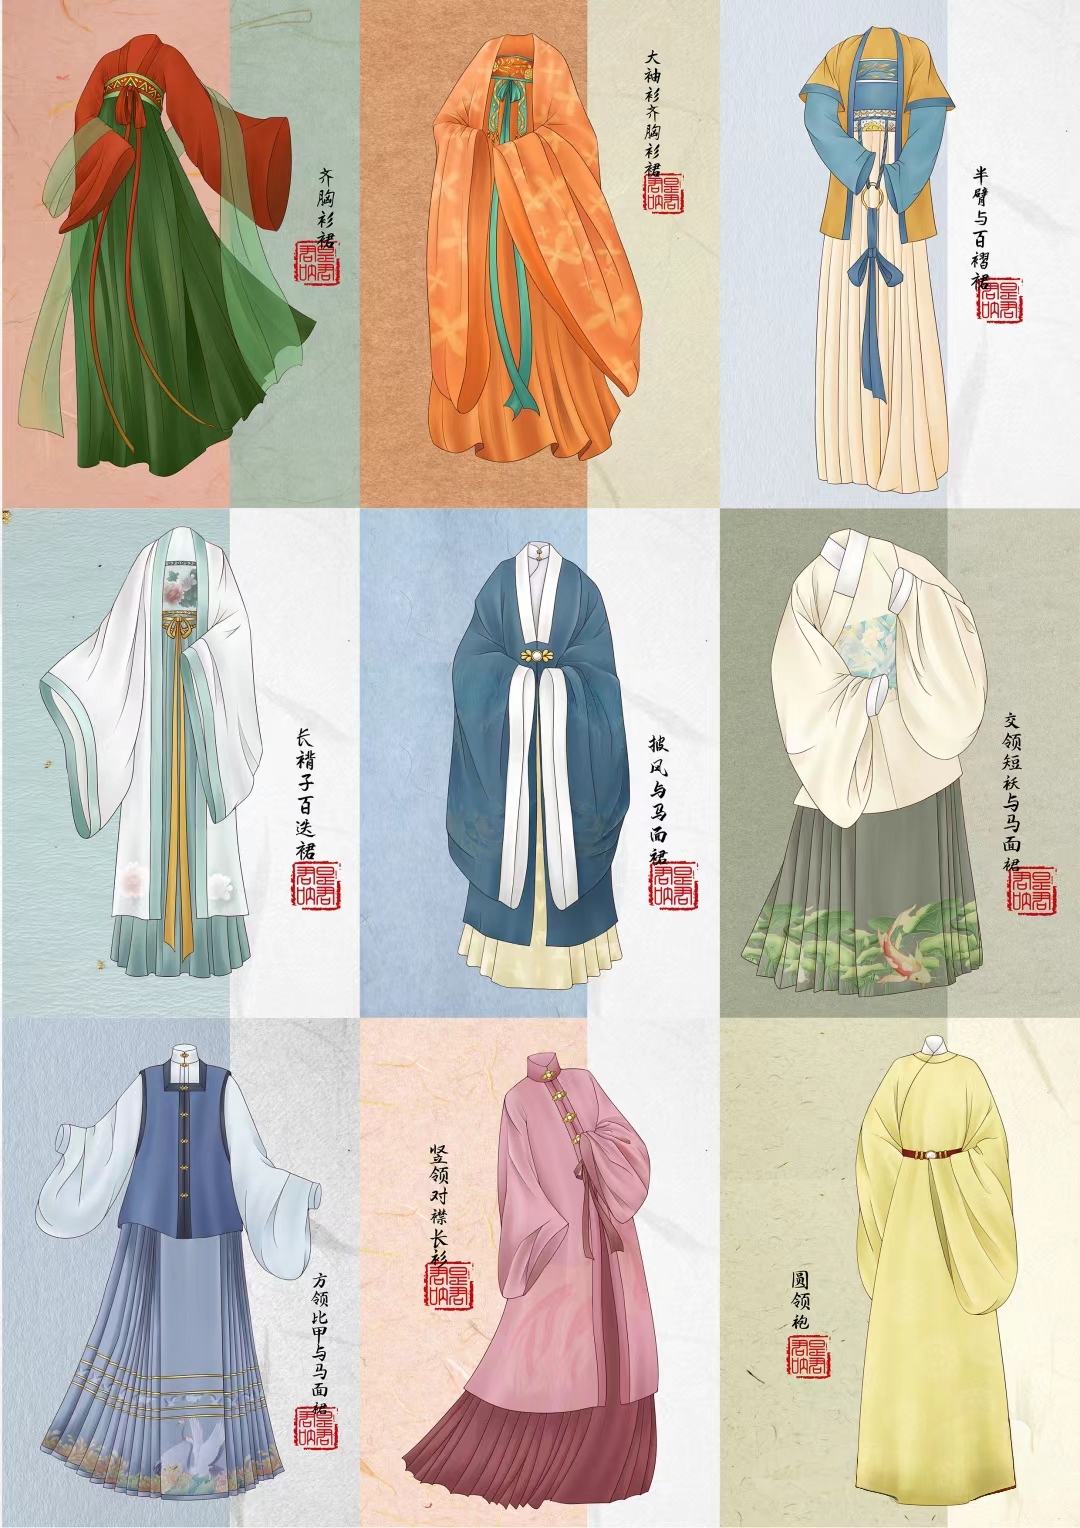 齐胸衫裙
大袖衫齐胸衫裙
半臂与百褶裙
长褙子百迭裙
披风与马面裙
交领短袄与马面裙
方领比甲与马面裙
竖领对襟长衫
圆领袍